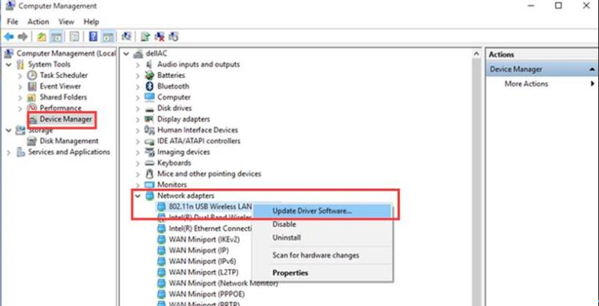 Computer Management
File Action View Help
Computer Management (Local
System Tools
Task Scheduler
Event Viewer
Shared Folders
Performance
Device Manager
Storage
Disk Management
Services and Applications
dellAC
Audio inputs and outputs
Batteries
Bluetooth
Computer
Disk drives
Display adapters
Human Interface Devices
IDE ATA/ATAPI controllers
Imaging devices
Keyboards
Mice and other pointing devices
Monitors
Network adapters
802.11n USB Wireless LAN
Intel(R) Dual Band Wireless
Intel(R) Ethernet Connecti
WAN Miniport (IKEv2)
WAN Miniport (IP)
WAN Miniport (IPv6)
WAN Miniport (L2TP)
WAN Miniport (Network Monitor)
WAN Miniport (PPPOE)
WAN Miniport (PPTP)
Update Driver Software...
Disable
Uninstall
Scan for hardware changes
Properties
Actions
Device Manager
More Actions